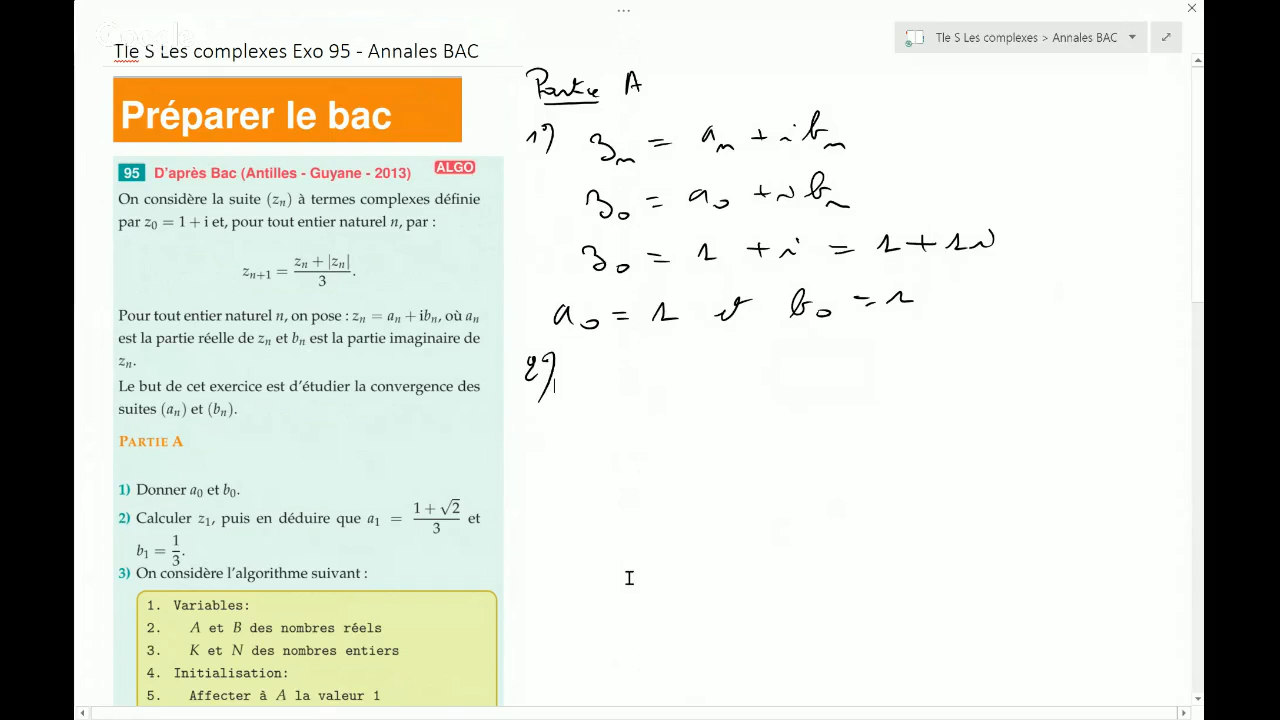 Tle S Les complexes Exo 95 - Annales BAC
Tle S Les complexes > Annales BAC
Préparer le bac
95 D'après Bac (Antilles - Guyane - 2013) ALGO
On considère la suite (zₙ) à termes complexes définie
par z₀ = 1 + i et, pour tout entier naturel n, par :
zₙ₊₁ = (zₙ + |zₙ|)/3.
Pour tout entier naturel n, on pose : zₙ = aₙ + ibₙ, où aₙ
est la partie réelle de zₙ et bₙ est la partie imaginaire de
zₙ.
Le but de cet exercice est d'étudier la convergence des
suites (aₙ) et (bₙ).
PARTIE A
1) Donner a₀ et b₀.
2) Calculer z₁, puis en déduire que a₁ = (1 + √2)/3 et
b₁ = 1/3.
3) On considère l'algorithme suivant :
1. Variables:
2. A et B des nombres réels
3. K et N des nombres entiers
4. Initialisation:
5. Affecter à A la valeur 1
Partie A
1°) zₙ = aₙ + ibₙ
z₀ = a₀ + ibₙ
z₀ = 1 + i = 1 + 1i
a₀ = 1 et b₀ = 1
2°)